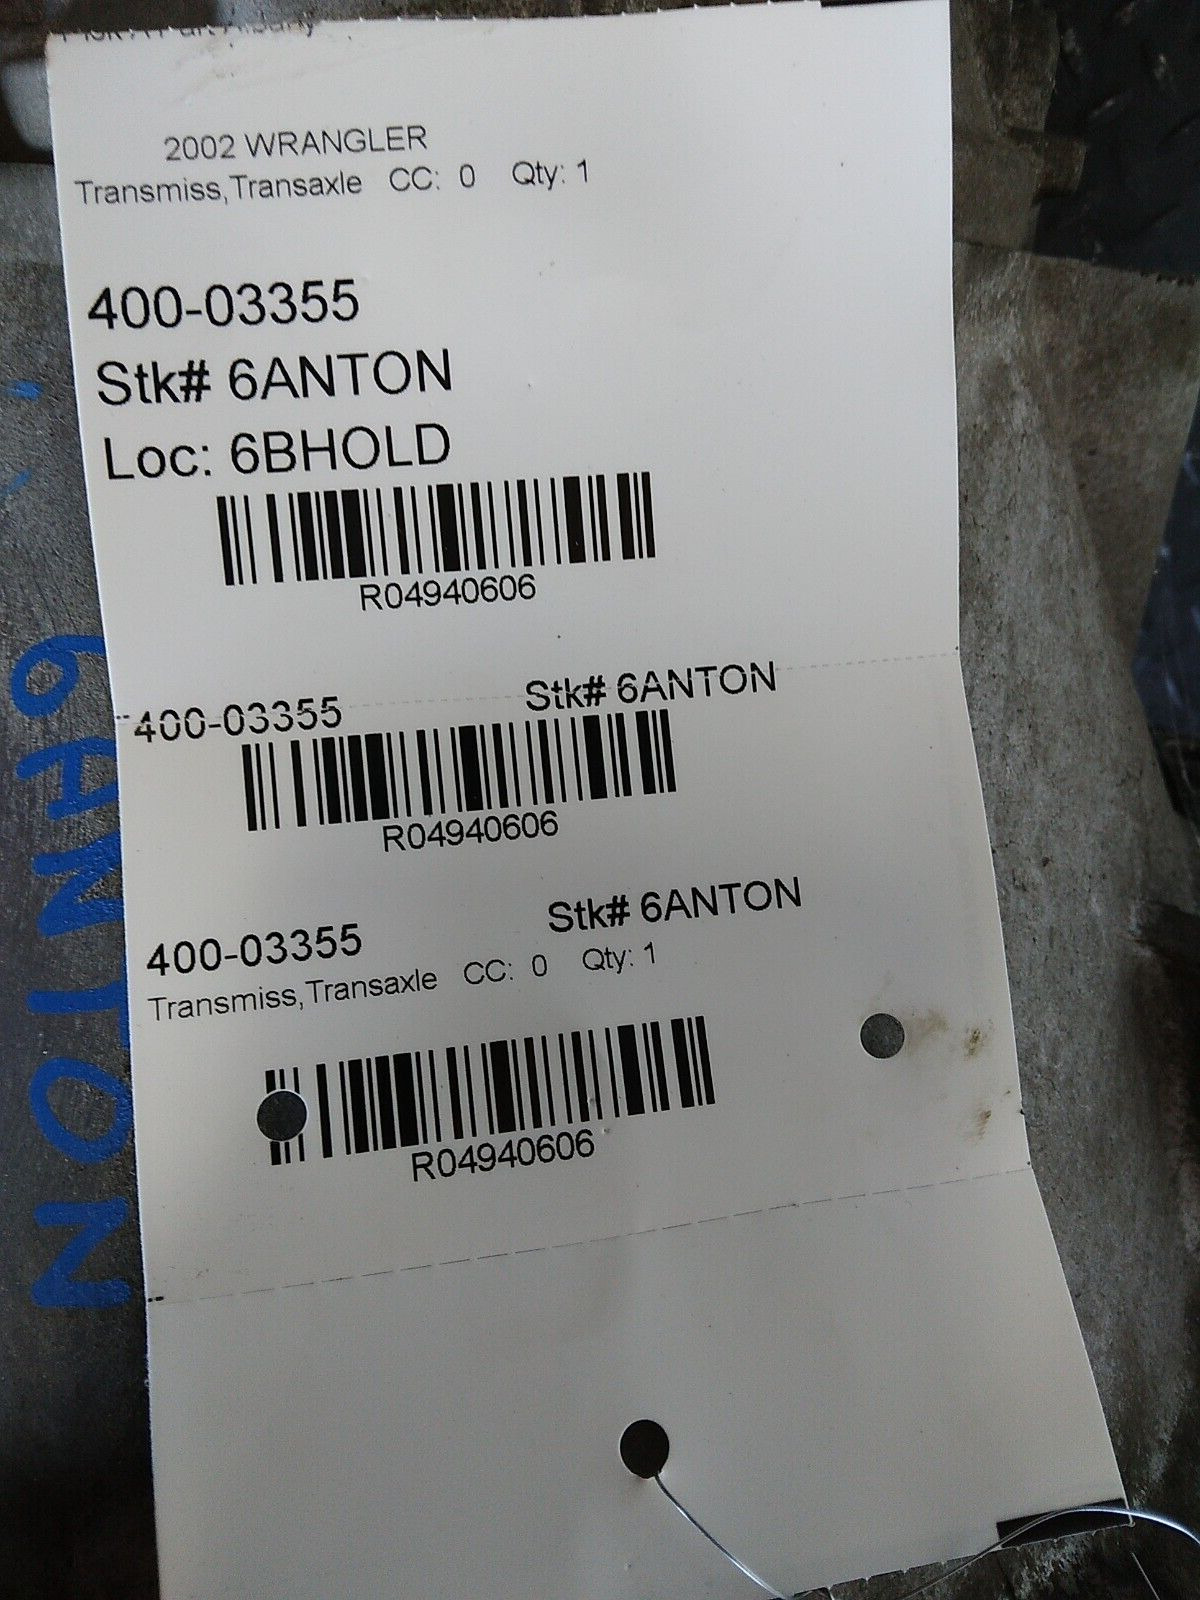 2002 WRANGLER
Transmiss,Transaxle CC: 0 Qty: 1
400-03355
Stk# 6ANTON
Loc: 6BHOLD
R04940606
400-03355 Stk# 6ANTON
R04940606
400-03355 Stk# 6ANTON
Transmiss,Transaxle CC: 0 Qty: 1
R04940606
6ANTON